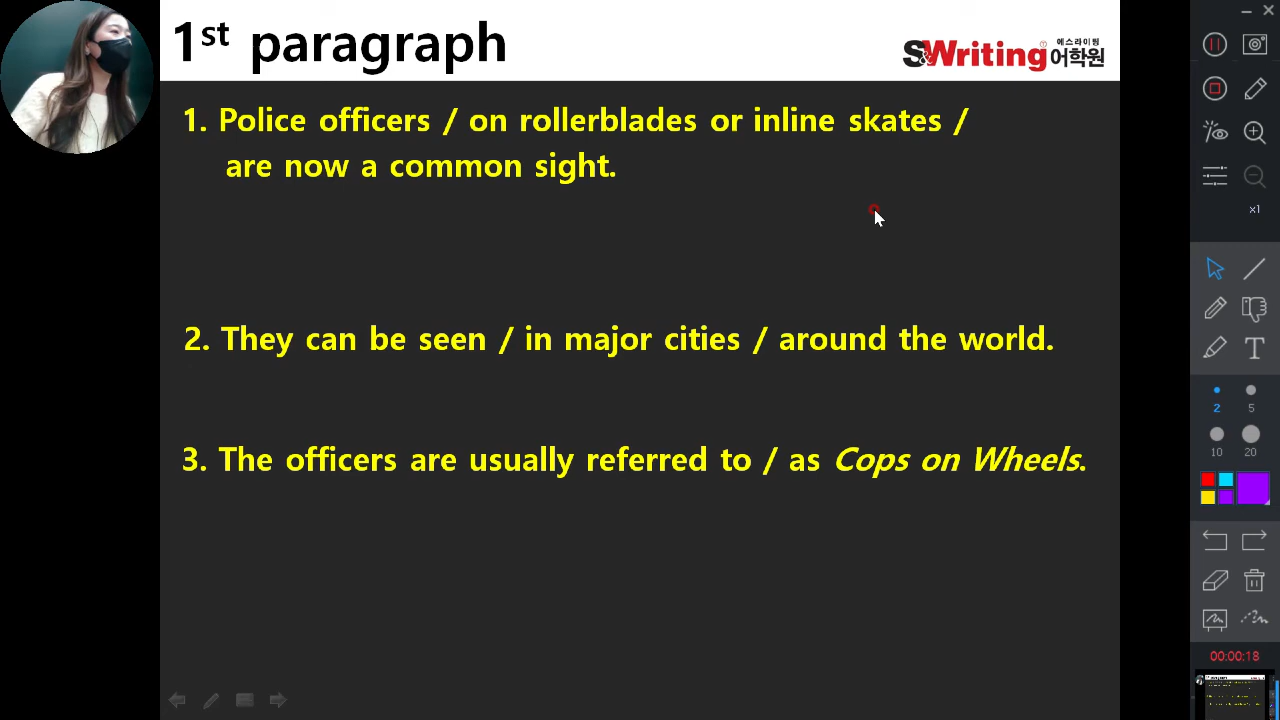 1st paragraph
에스라이팅
S&Writing 어학원
1. Police officers / on rollerblades or inline skates /
are now a common sight.
2. They can be seen / in major cities / around the world.
3. The officers are usually referred to / as Cops on Wheels.
x1
T
2 5
10 20
00:00:18